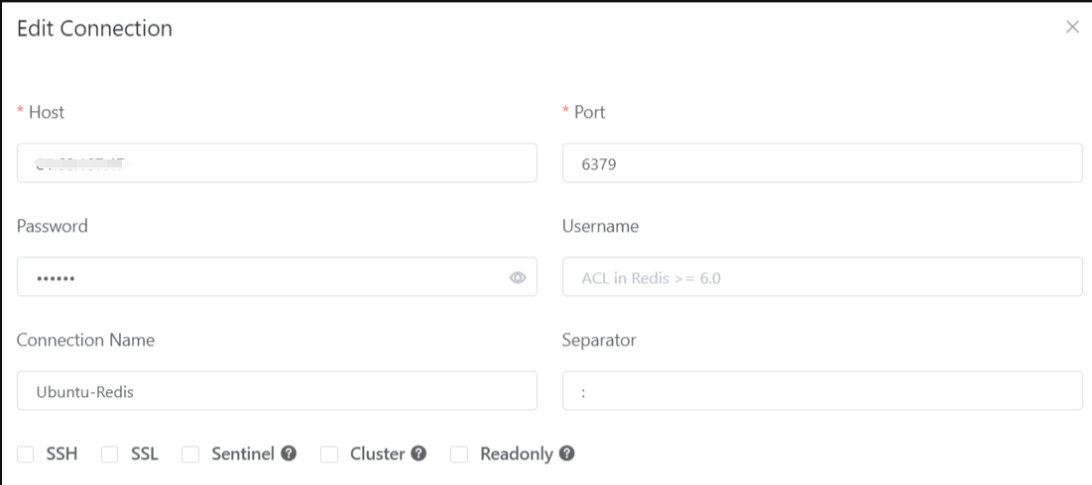 Edit Connection
* Host
* Port
6379
Password
Username
••••••
ACL in Redis >= 6.0
Connection Name
Separator
Ubuntu-Redis
:
SSH SSL Sentinel ? Cluster ? Readonly ?